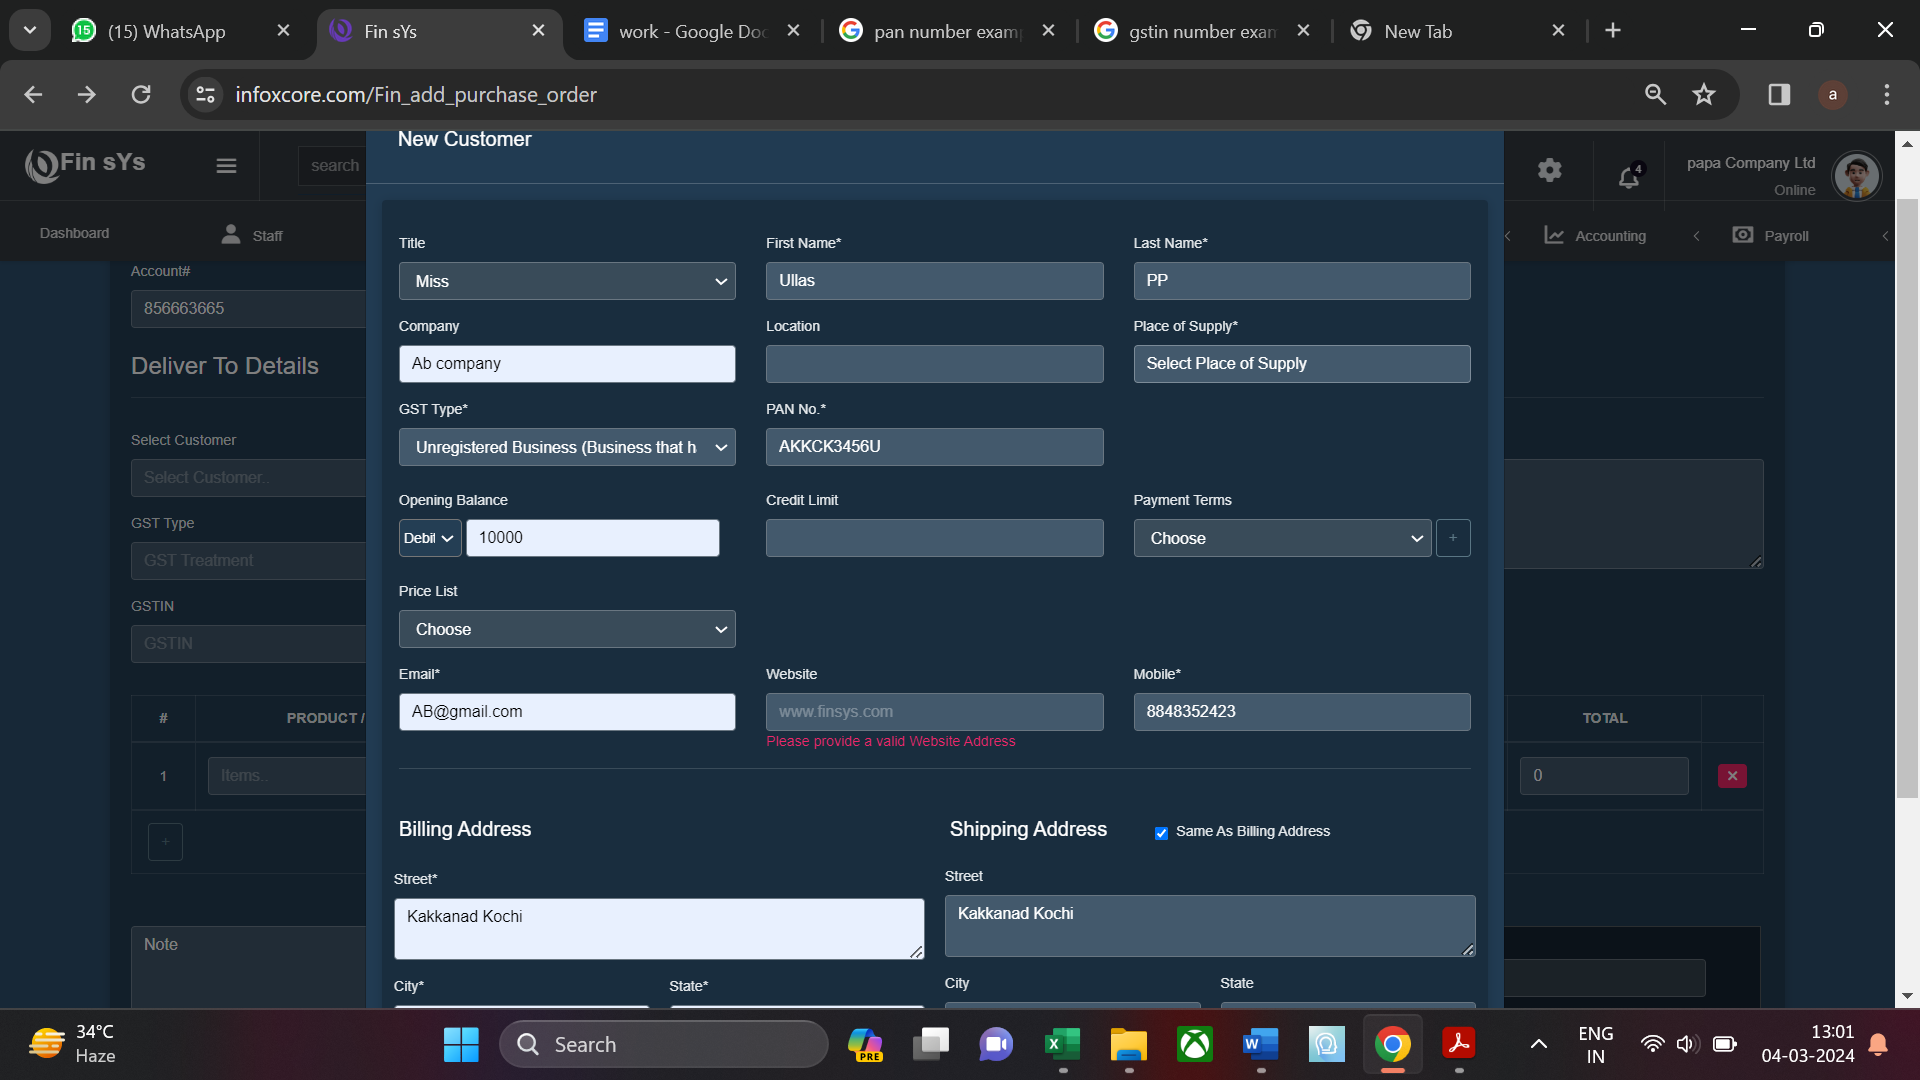 (15) WhatsApp
Fin sYs
work - Google Doc
pan number examp
gstin number exam
New Tab
infoxcore.com/Fin_add_purchase_order
a
New Customer
Fin sYs
search
4
papa Company Ltd
Online
Dashboard
Staff
Accounting
Payroll
Account#
856663665
Deliver To Details
Select Customer
Select Customer..
GST Type
GST Treatment
GSTIN
GSTIN
#
PRODUCT /
TOTAL
1
Items..
0
Note
Title
First Name*
Last Name*
Miss
Ullas
PP
Company
Location
Place of Supply*
Ab company
Select Place of Supply
GST Type*
PAN No.*
Unregistered Business (Business that h
AKKCK3456U
Opening Balance
Credit Limit
Payment Terms
Debit
10000
Choose
+
Price List
Choose
Email*
Website
Mobile*
AB@gmail.com
www.finsys.com
8848352423
Please provide a valid Website Address
Billing Address
Shipping Address
Same As Billing Address
Street*
Street
Kakkanad Kochi
Kakkanad Kochi
City*
State*
City
State
34°C
Haze
Search
PRE
ENG
IN
13:01
04-03-2024